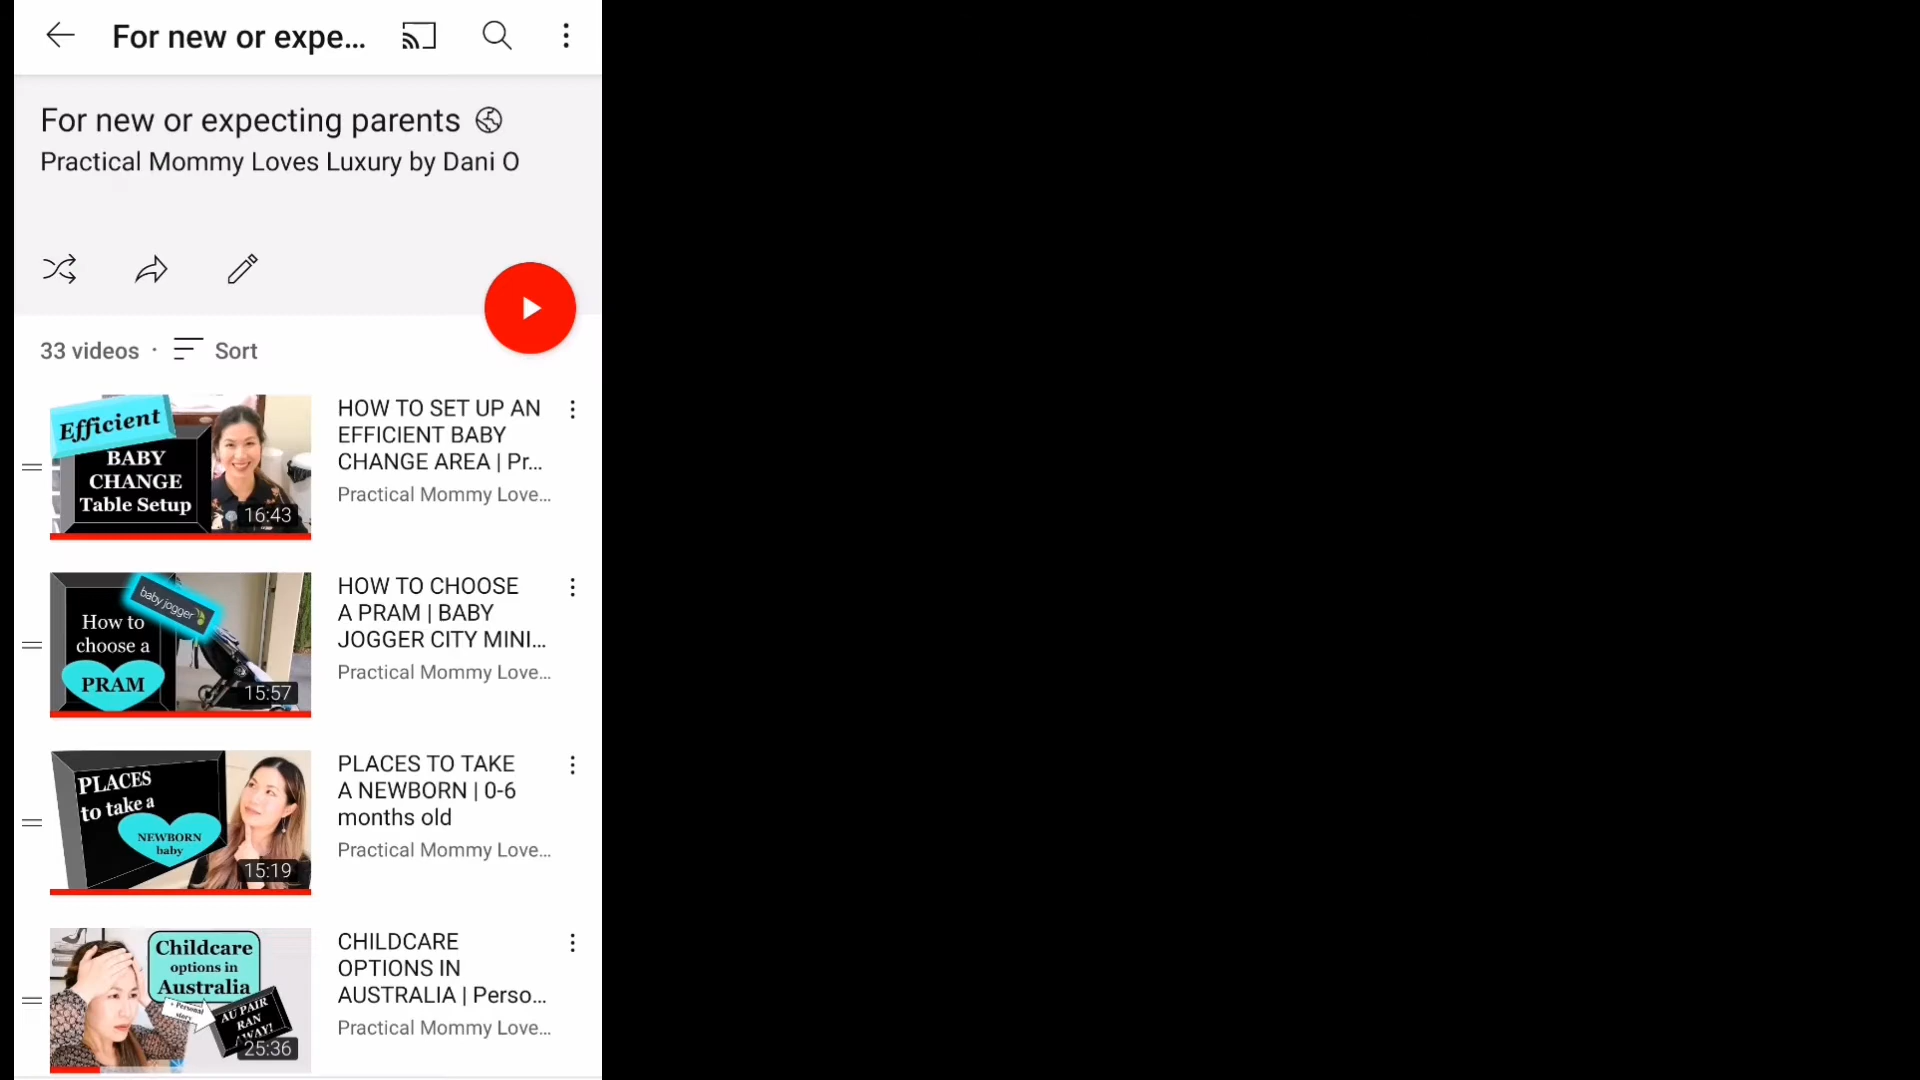 For new or expe...
For new or expecting parents
Practical Mommy Loves Luxury by Dani O
33 videos · Sort
Efficient
BABY
CHANGE
Table Setup
16:43
HOW TO SET UP AN
EFFICIENT BABY
CHANGE AREA | Pr...
Practical Mommy Love...
baby jogger
How to
choose a
PRAM
15:57
HOW TO CHOOSE
A PRAM | BABY
JOGGER CITY MINI...
Practical Mommy Love...
PLACES
to take a
NEWBORN
baby
15:19
PLACES TO TAKE
A NEWBORN | 0-6
months old
Practical Mommy Love...
Childcare
options in
Australia
+ Personal
story
AU PAIR
RAN
AWAY!
25:36
CHILDCARE
OPTIONS IN
AUSTRALIA | Perso...
Practical Mommy Love...